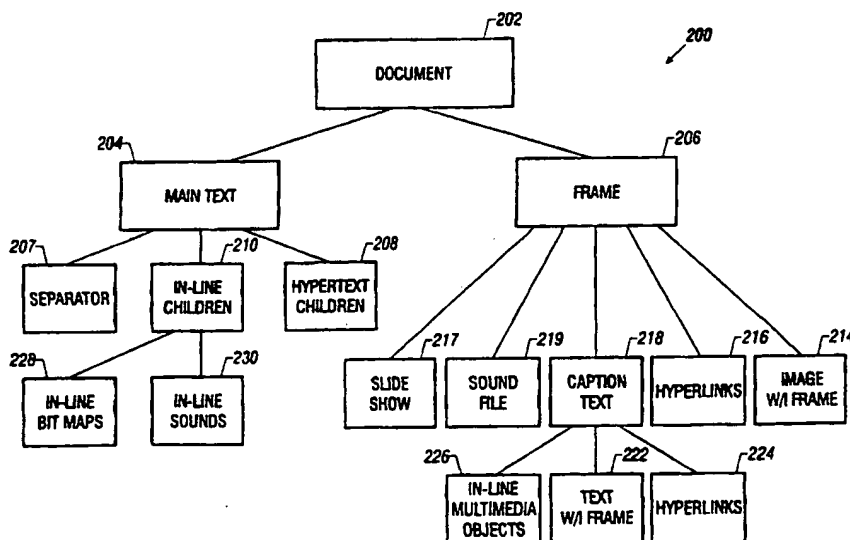 202
200
DOCUMENT
204
206
MAIN TEXT
FRAME
207
210
208
SEPARATOR
IN-LINE
CHILDREN
HYPERTEXT
CHILDREN
228
230
217
219
218
216
214
IN-LINE
BIT MAPS
IN-LINE
SOUNDS
SLIDE
SHOW
SOUND
FILE
CAPTION
TEXT
HYPERLINKS
IMAGE
W/I FRAME
226
222
224
IN-LINE
MULTIMEDIA
OBJECTS
TEXT
W/I FRAME
HYPERLINKS